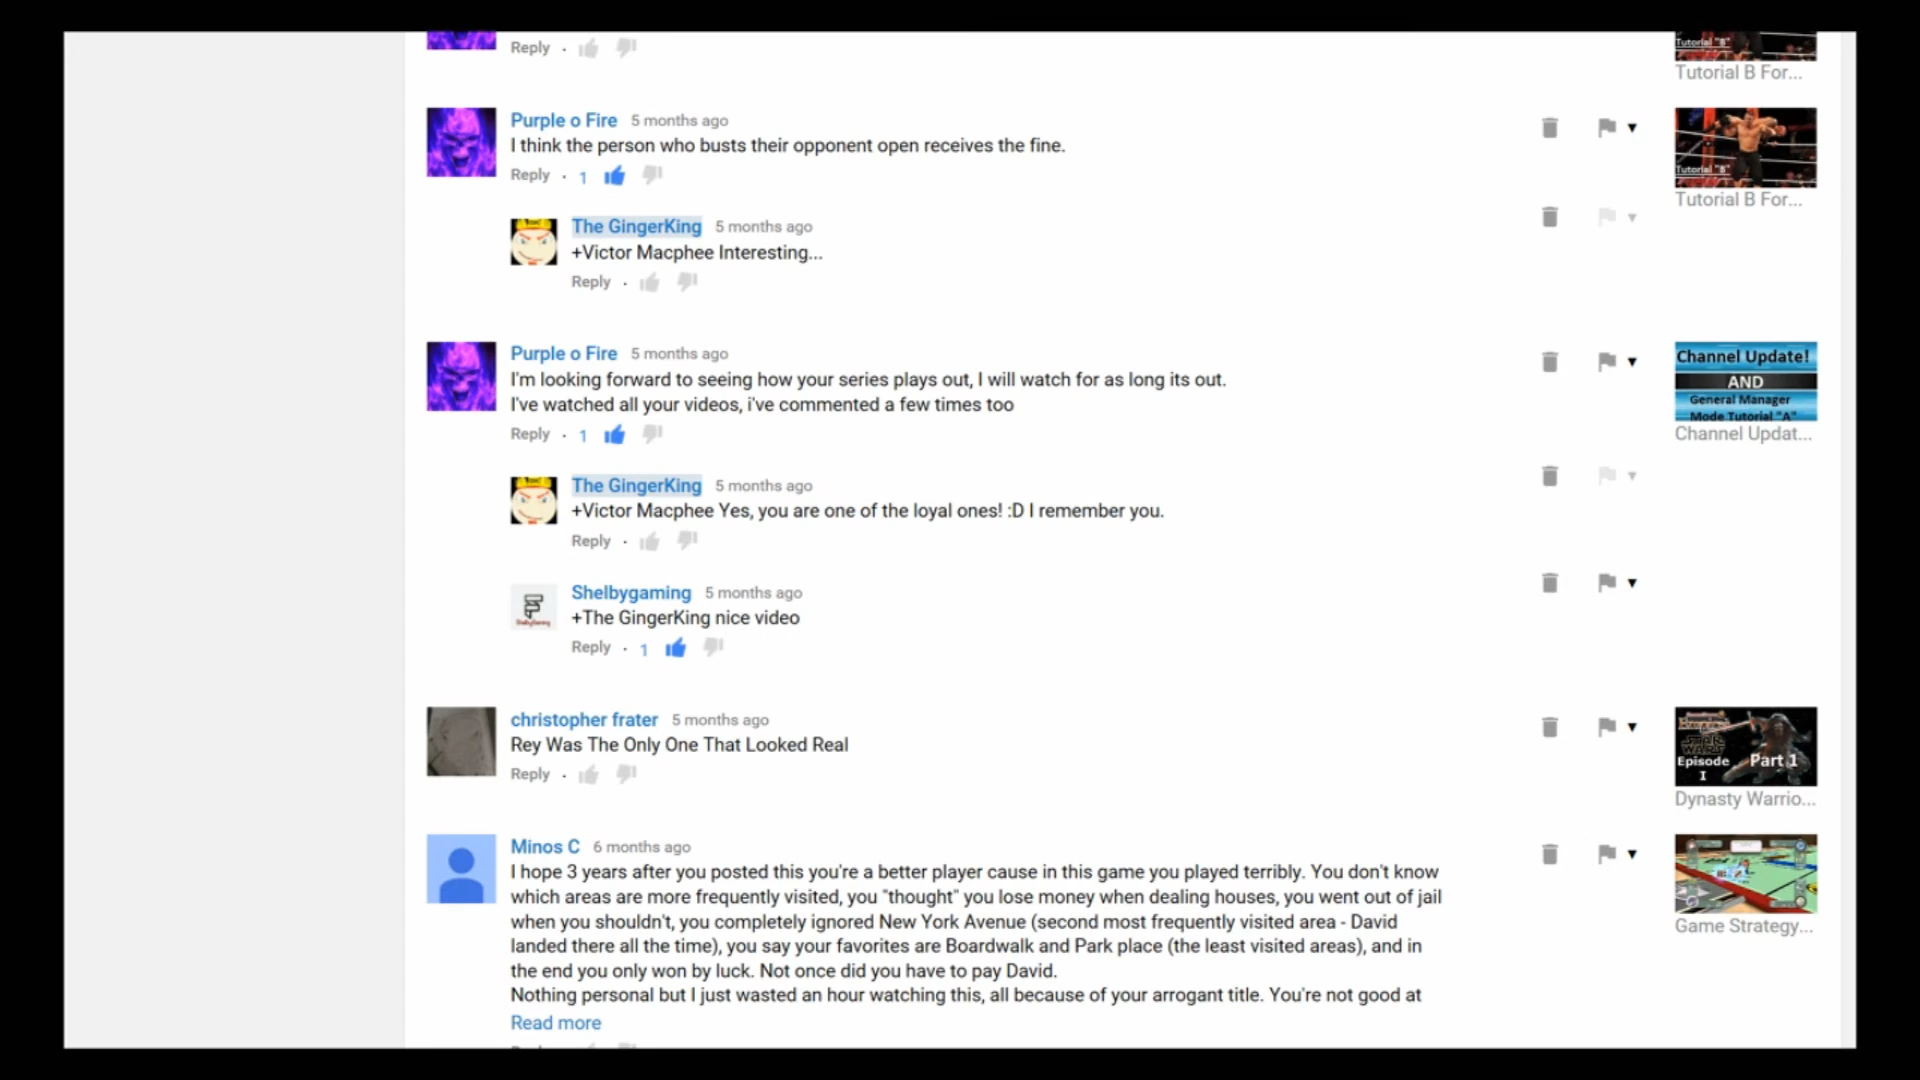 Reply ·
Tutorial "B"
Tutorial B For...
Purple o Fire 5 months ago
I think the person who busts their opponent open receives the fine.
Reply · 1
Tutorial "B"
Tutorial B For...
The GingerKing 5 months ago
+Victor Macphee Interesting...
Reply ·
Purple o Fire 5 months ago
I'm looking forward to seeing how your series plays out, I will watch for as long its out.
I've watched all your videos, i've commented a few times too
Reply · 1
Channel Update!
AND
General Manager
Mode Tutorial "A"
Channel Updat...
The GingerKing 5 months ago
+Victor Macphee Yes, you are one of the loyal ones! :D I remember you.
Reply ·
Shelbygaming 5 months ago
+The GingerKing nice video
Reply · 1
christopher frater 5 months ago
Rey Was The Only One That Looked Real
Reply ·
STAR
WARS
Episode
I
Part 1
Dynasty Warrio...
Minos C 6 months ago
I hope 3 years after you posted this you're a better player cause in this game you played terribly. You don't know
which areas are more frequently visited, you "thought" you lose money when dealing houses, you went out of jail
when you shouldn't, you completely ignored New York Avenue (second most frequently visited area - David
landed there all the time), you say your favorites are Boardwalk and Park place (the least visited areas), and in
the end you only won by luck. Not once did you have to pay David.
Nothing personal but I just wasted an hour watching this, all because of your arrogant title. You're not good at
Read more
Game Strategy...